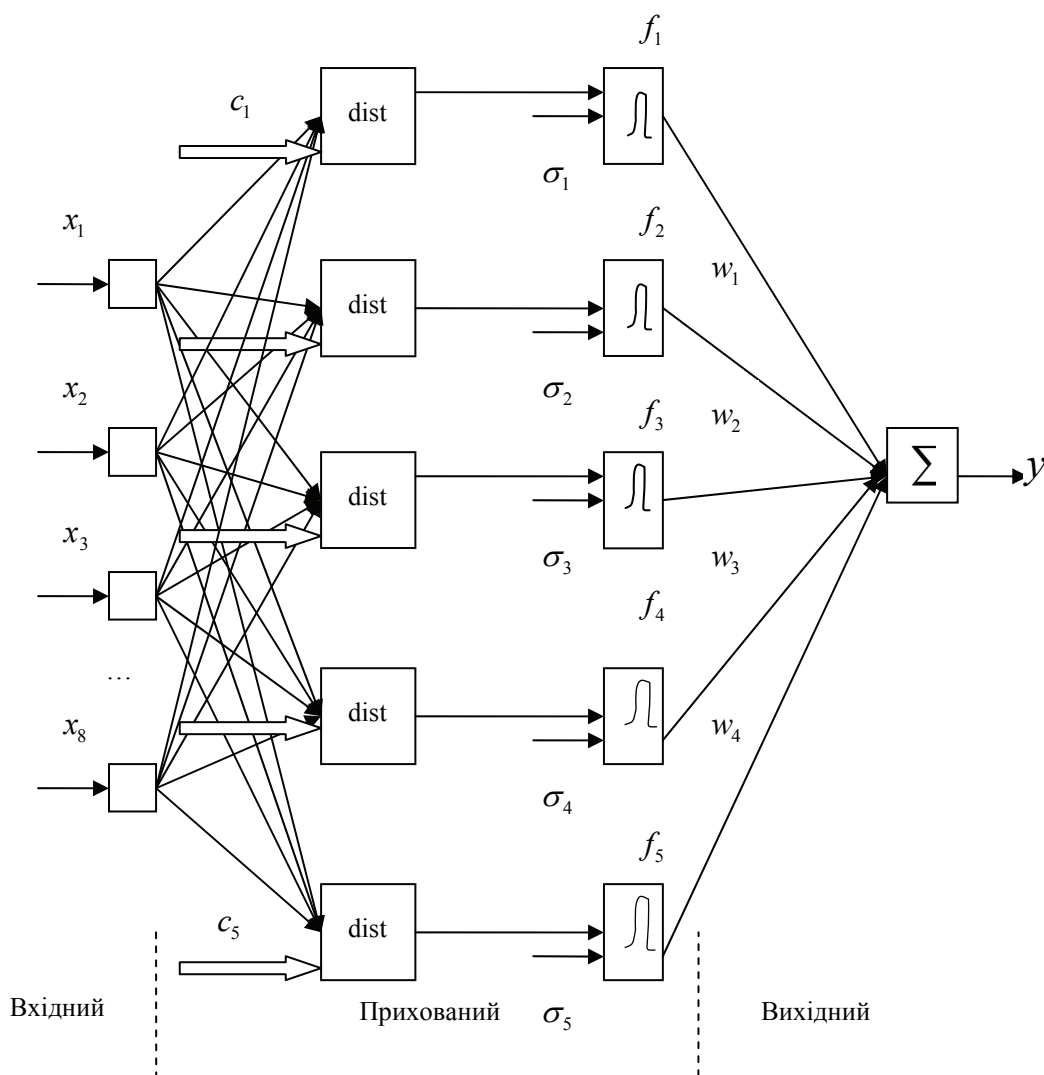 f₁
c₁
dist
σ₁
x₁
f₂
dist
w₁
x₂
σ₂
f₃
w₂
dist
Σ
y
x₃
σ₃
w₃
f₄
...
x₈
dist
w₄
σ₄
f₅
c₅
dist
Вхідний
Прихований
σ₅
Вихідний